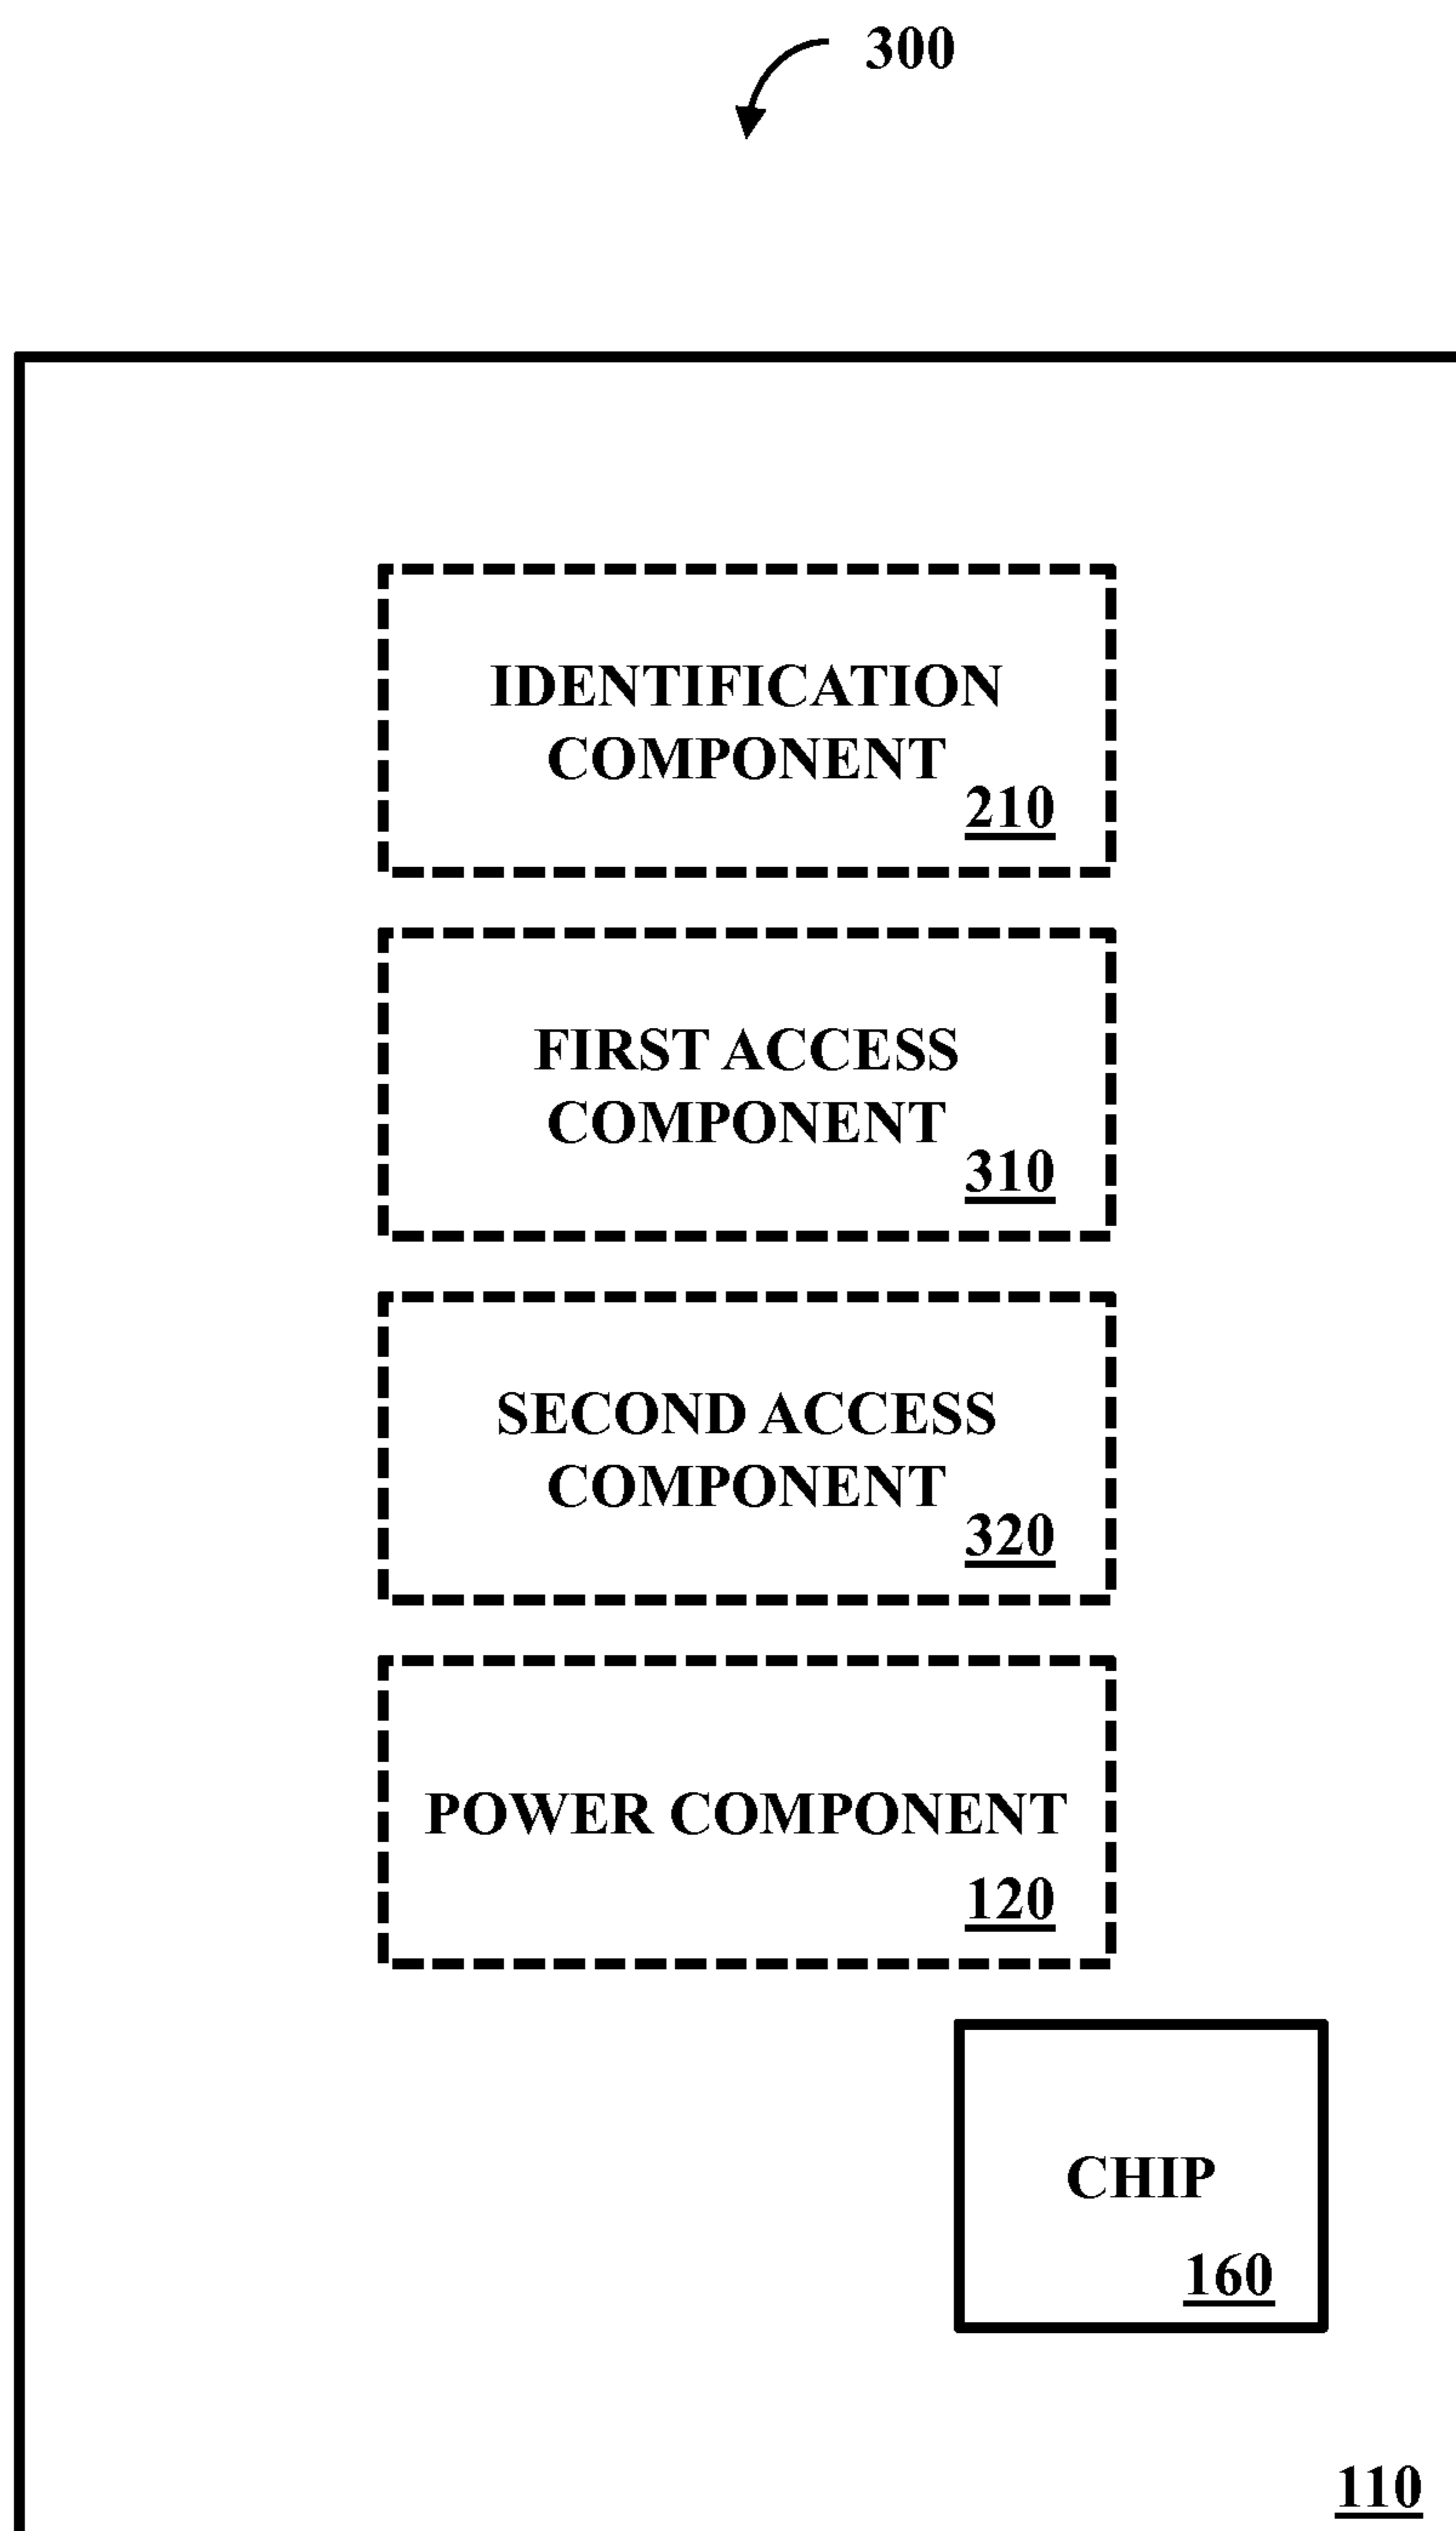 300
IDENTIFICATION
COMPONENT
210
FIRST ACCESS
COMPONENT
310
SECOND ACCESS
COMPONENT
320
POWER COMPONENT
120
CHIP
160
110